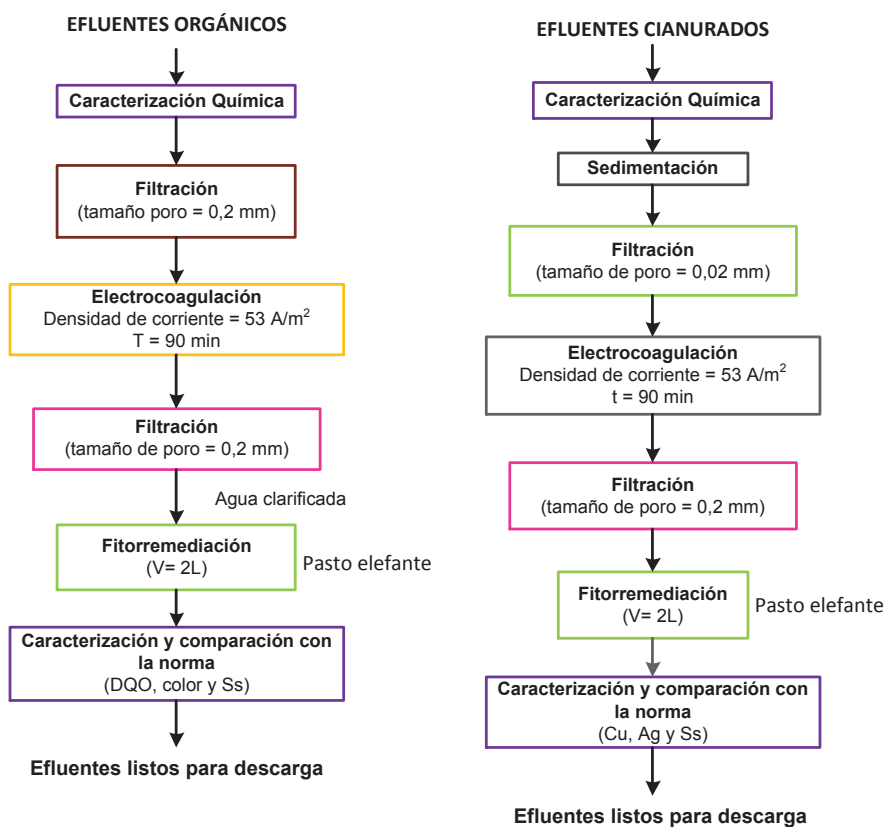 EFLUENTES ORGÁNICOS
Caracterización Química
Filtración
(tamaño poro = 0,2 mm)
Electrocoagulación
Densidad de corriente = 53 A/m²
T = 90 min
Filtración
(tamaño de poro = 0,2 mm)
Agua clarificada
Fitorremediación
(V= 2L)
Pasto elefante
Caracterización y comparación con
la norma
(DQO, color y Ss)
Efluentes listos para descarga
EFLUENTES CIANURADOS
Caracterización Química
Sedimentación
Filtración
(tamaño de poro = 0,02 mm)
Electrocoagulación
Densidad de corriente = 53 A/m²
t = 90 min
Filtración
(tamaño de poro = 0,2 mm)
Fitorremediación
(V= 2L)
Pasto elefante
Caracterización y comparación con
la norma
(Cu, Ag y Ss)
Efluentes listos para descarga